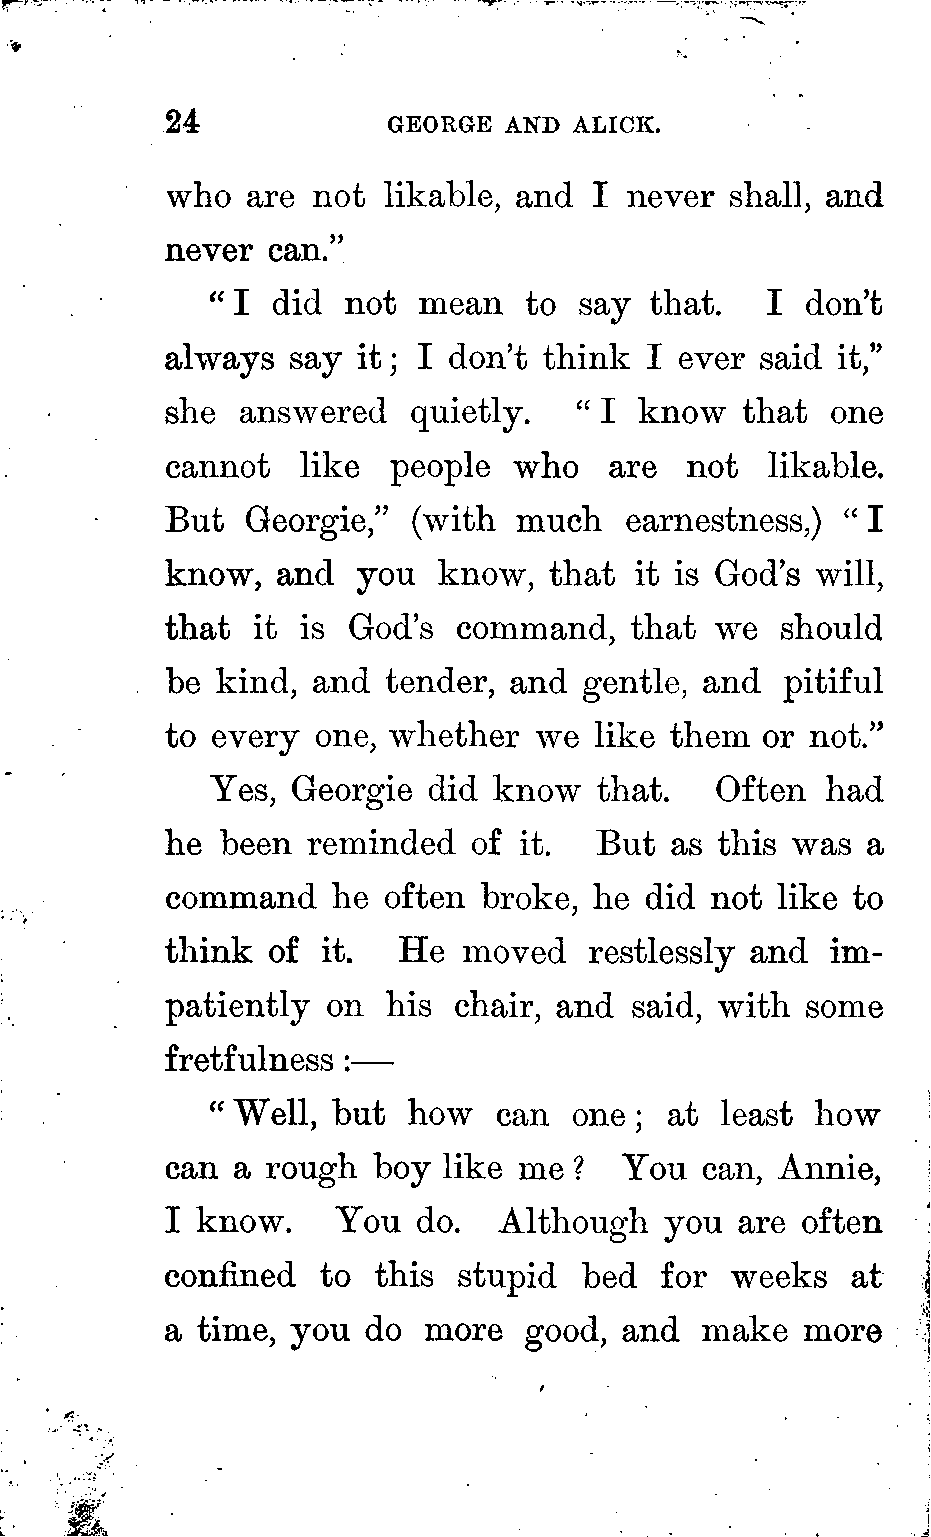 24 GEORGE AND ALICK.
who are not likable, and I never shall, and
never can."
"I did not mean to say that. I don't
always say it; I don't think I ever said it,"
she answered quietly. "I know that one
cannot like people who are not likable.
But Georgie," (with much earnestness,) "I
know, and you know, that it is God's will,
that it is God's command, that we should
be kind, and tender, and gentle, and pitiful
to every one, whether we like them or not."
Yes, Georgie did know that. Often had
he been reminded of it. But as this was a
command he often broke, he did not like to
think of it. He moved restlessly and im-
patiently on his chair, and said, with some
fretfulness:—
"Well, but how can one; at least how
can a rough boy like me? You can, Annie,
I know. You do. Although you are often
confined to this stupid bed for weeks at
a time, you do more good, and make more